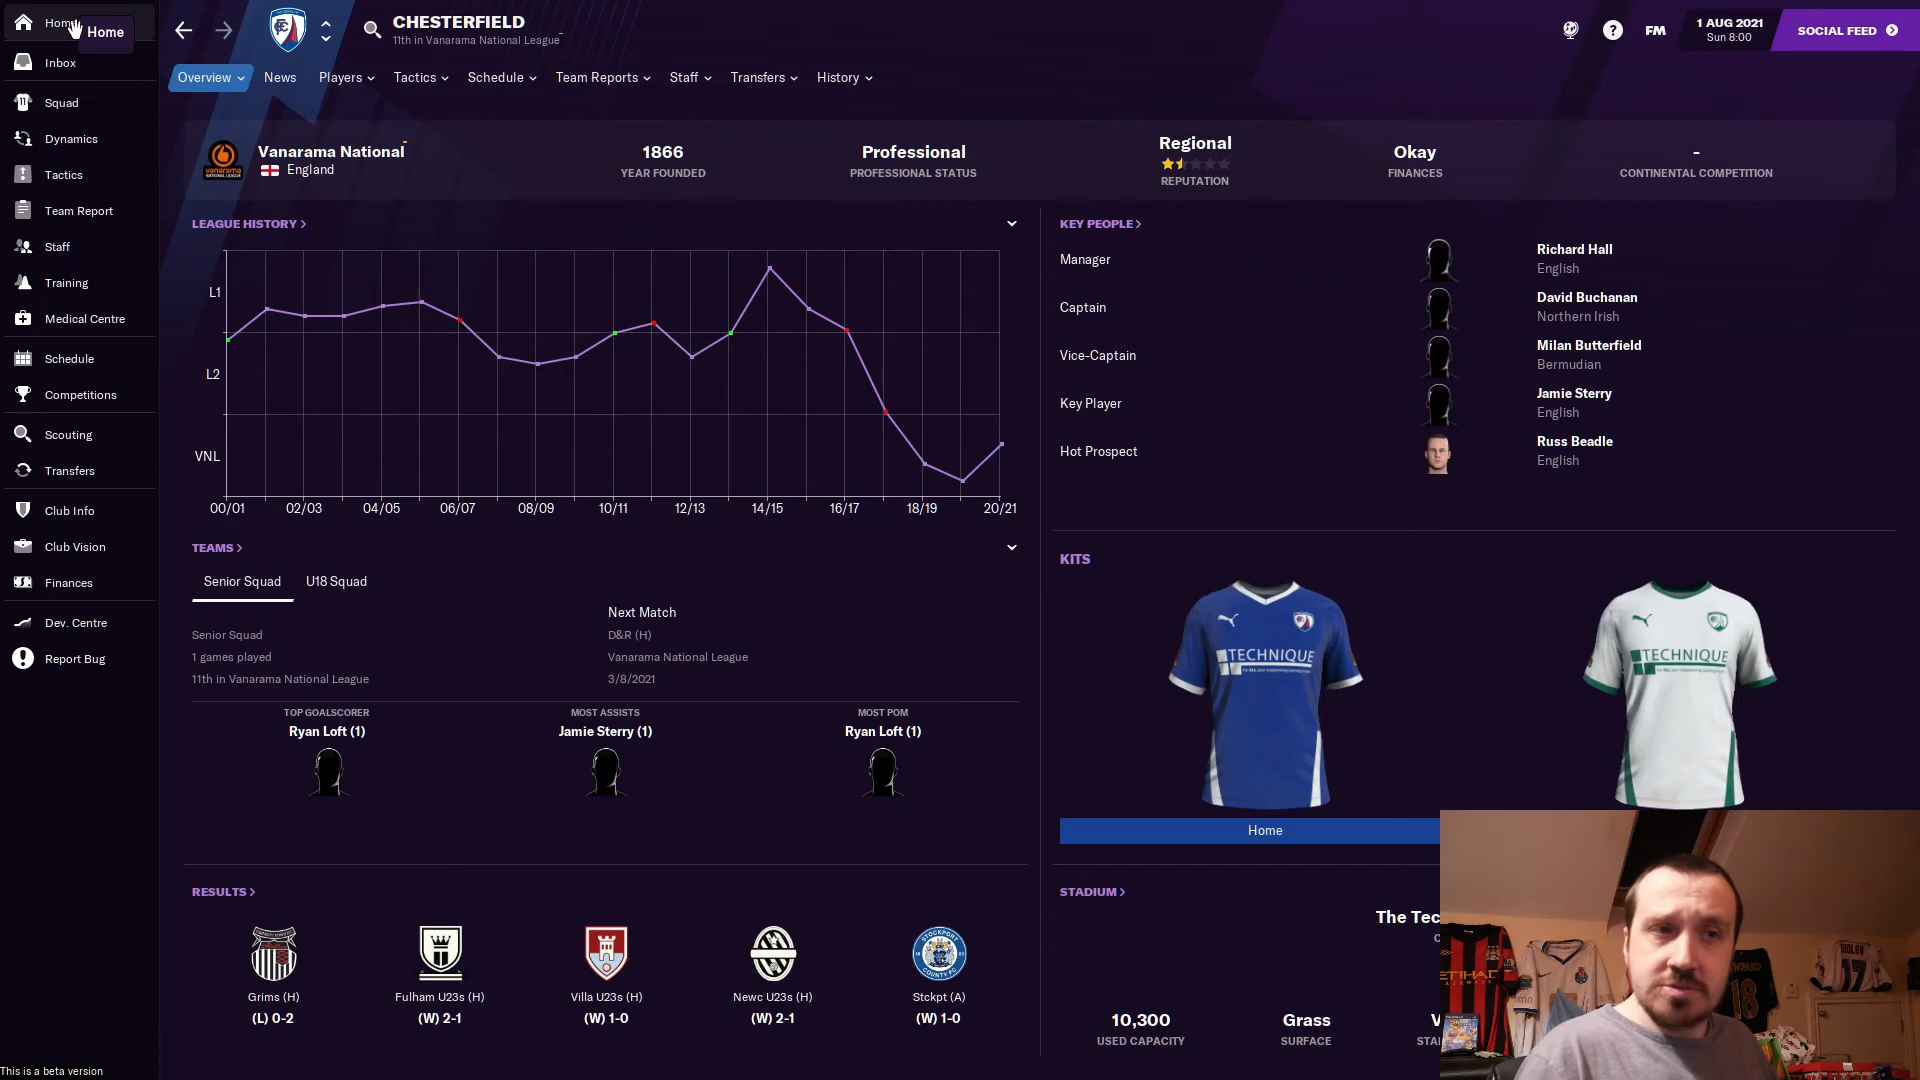 Home
Home
Inbox
Squad
Dynamics
Tactics
Team Report
Staff
Training
Medical Centre
Schedule
Competitions
Scouting
Transfers
Club Info
Club Vision
Finances
Dev. Centre
Report Bug
This is a beta version
CHESTERFIELD
11th in Vanarama National League
FM
1 AUG 2021
Sun 8:00
SOCIAL FEED
Overview
News
Players
Tactics
Schedule
Team Reports
Staff
Transfers
History
Vanarama National
England
1866
YEAR FOUNDED
Professional
PROFESSIONAL STATUS
Regional
REPUTATION
Okay
FINANCES
-
CONTINENTAL COMPETITION
LEAGUE HISTORY
L1
L2
VNL
00/01 02/03 04/05 06/07 08/09 10/11 12/13 14/15 16/17 18/19 20/21
TEAMS
Senior Squad
U18 Squad
Senior Squad
1 games played
11th in Vanarama National League
Next Match
D&R (H)
Vanarama National League
3/8/2021
TOP GOALSCORER
Ryan Loft (1)
MOST ASSISTS
Jamie Sterry (1)
MOST POM
Ryan Loft (1)
RESULTS
Grims (H)
(L) 0-2
Fulham U23s (H)
(W) 2-1
Villa U23s (H)
(W) 1-0
Newc U23s (H)
(W) 2-1
STOCKPORT
COUNTY FC
Stckpt (A)
(W) 1-0
KEY PEOPLE
Manager
Richard Hall
English
Captain
David Buchanan
Northern Irish
Vice-Captain
Milan Butterfield
Bermudian
Key Player
Jamie Sterry
English
Hot Prospect
Russ Beadle
English
KITS
TECHNIQUE
TECHNIQUE
Home
STADIUM
The Tec
10,300
USED CAPACITY
Grass
SURFACE
V
STA
ETIHAD
17
18